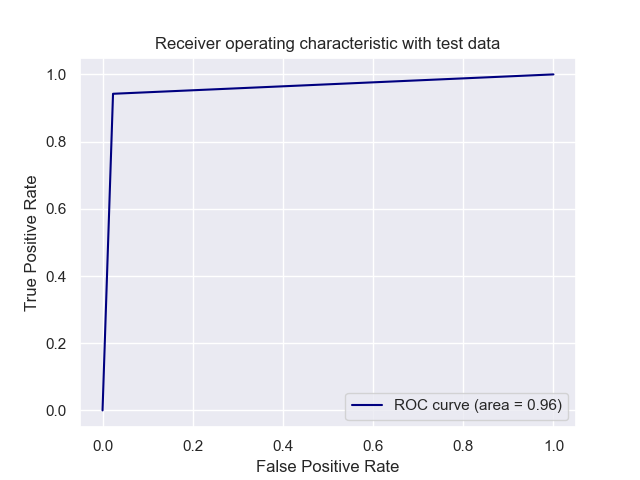 Receiver operating characteristic with test data
1.0
0.8
0.6
0.4
0.2
0.0
True Positive Rate
ROC curve (area = 0.96)
0.0 0.2 0.4 0.6 0.8 1.0
False Positive Rate